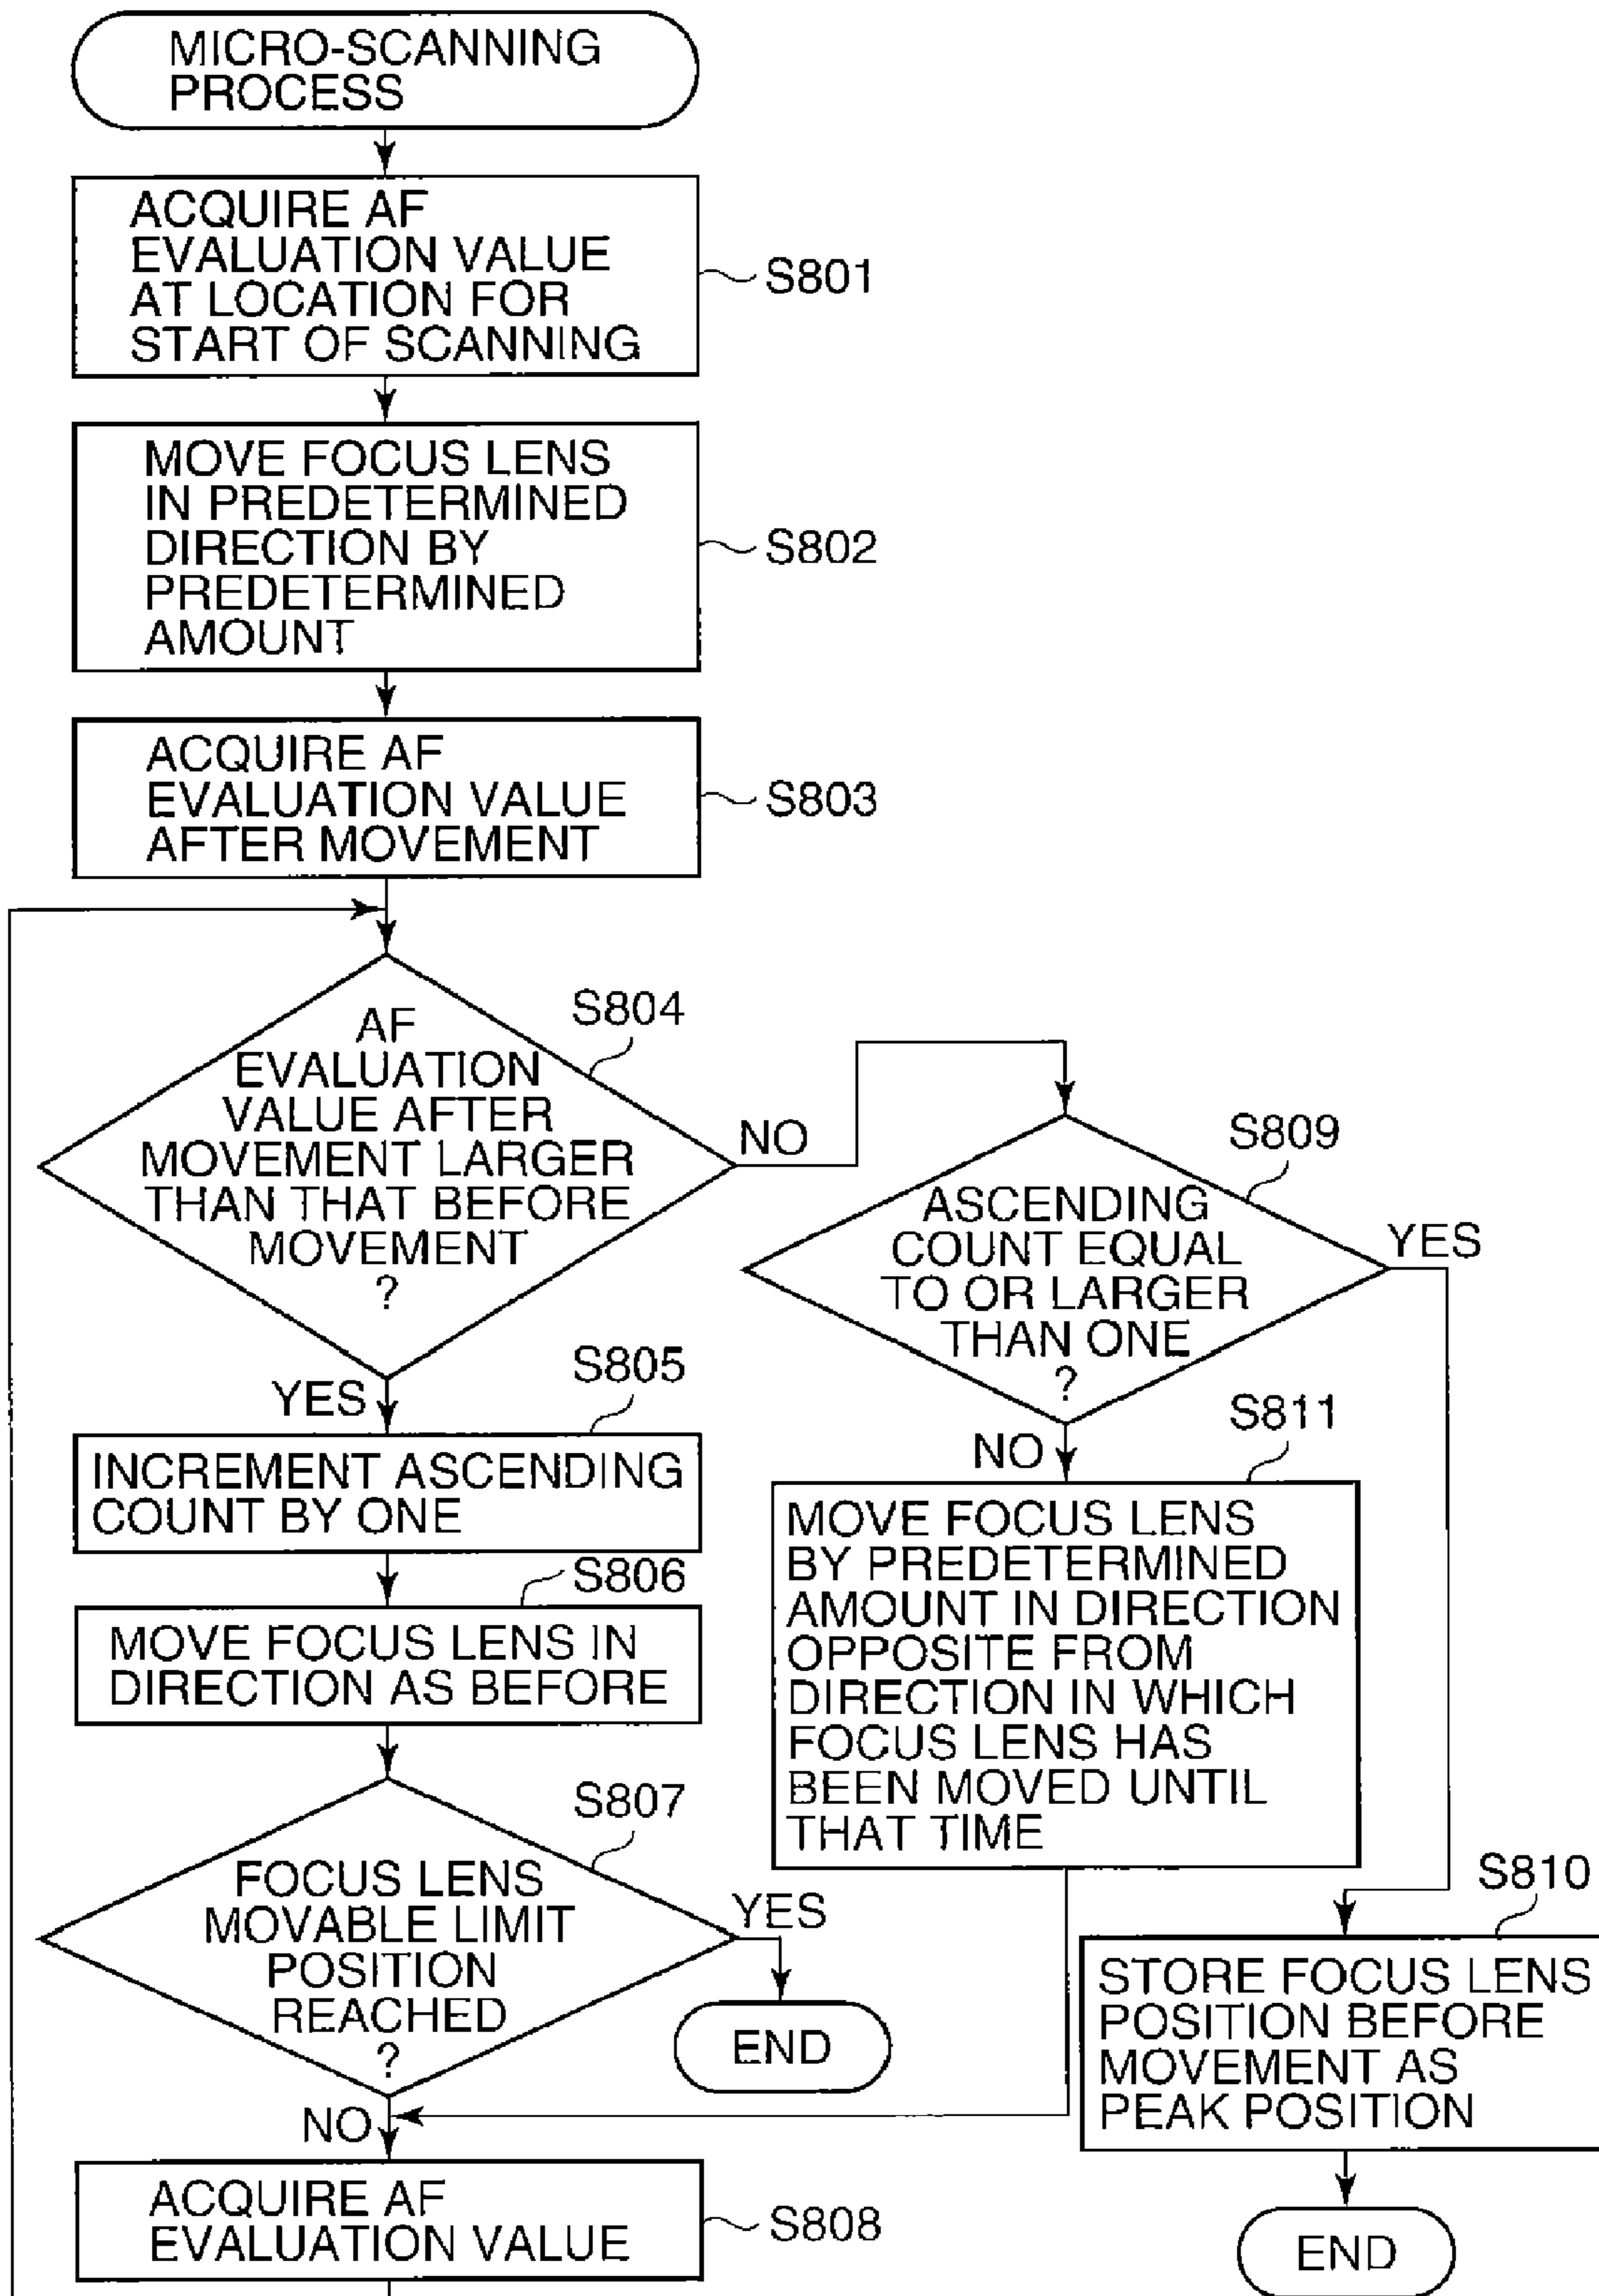 MICRO-SCANNING
PROCESS
ACQUIRE AF
EVALUATION VALUE
AT LOCATION FOR
START OF SCANNING
S801
MOVE FOCUS LENS
IN PREDETERMINED
DIRECTION BY
PREDETERMINED
AMOUNT
S802
ACQUIRE AF
EVALUATION VALUE
AFTER MOVEMENT
S803
S804
AF
EVALUATION
VALUE AFTER
MOVEMENT LARGER
THAN THAT BEFORE
MOVEMENT
?
NO
YES
S809
ASCENDING
COUNT EQUAL
TO OR LARGER
THAN ONE
?
YES
NO
S805
INCREMENT ASCENDING
COUNT BY ONE
S806
MOVE FOCUS LENS IN
DIRECTION AS BEFORE
S811
MOVE FOCUS LENS
BY PREDETERMINED
AMOUNT IN DIRECTION
OPPOSITE FROM
DIRECTION IN WHICH
FOCUS LENS HAS
BEEN MOVED UNTIL
THAT TIME
S807
FOCUS LENS
MOVABLE LIMIT
POSITION
REACHED
?
YES
END
NO
S810
STORE FOCUS LENS
POSITION BEFORE
MOVEMENT AS
PEAK POSITION
END
ACQUIRE AF
EVALUATION VALUE
S808